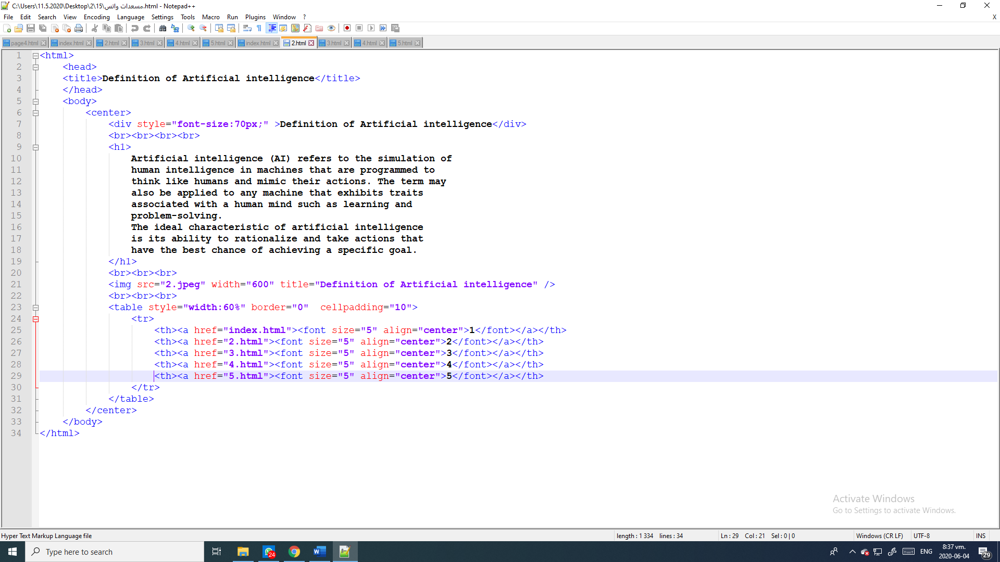 C:\Users\11.5.2020\Desktop\2\15\مسعدات واتس.html - Notepad++
File Edit Search View Encoding Language Settings Tools Macro Run Plugins Window ? X
page4.html index.html 2.html 3.html 4.html 5.html index.html 2.html 3.html 4.html 5.html
1 <html>
2 <head>
3 <title>Definition of Artificial intelligence</title>
4 </head>
5 <body>
6 <center>
7 <div style="font-size:70px;" >Definition of Artificial intelligence</div>
8 <br><br><br><br>
9 <h1>
10 Artificial intelligence (AI) refers to the simulation of
11 human intelligence in machines that are programmed to
12 think like humans and mimic their actions. The term may
13 also be applied to any machine that exhibits traits
14 associated with a human mind such as learning and
15 problem-solving.
16 The ideal characteristic of artificial intelligence
17 is its ability to rationalize and take actions that
18 have the best chance of achieving a specific goal.
19 </h1>
20 <br><br><br>
21 <img src="2.jpeg" width="600" title="Definition of Artificial intelligence" />
22 <br><br><br>
23 <table style="width:60%" border="0"  cellpadding="10">
24 <tr>
25 <th><a href="index.html"><font size="5" align="center">1</font></a></th>
26 <th><a href="2.html"><font size="5" align="center">2</font></a></th>
27 <th><a href="3.html"><font size="5" align="center">3</font></a></th>
28 <th><a href="4.html"><font size="5" align="center">4</font></a></th>
29 <th><a href="5.html"><font size="5" align="center">5</font></a></th>
30 </tr>
31 </table>
32 </center>
33 </body>
34 </html>
Activate Windows
Go to Settings to activate Windows.
Hyper Text Markup Language file length : 1 334 lines : 34 Ln : 29 Col : 21 Sel : 0 | 0 Windows (CR LF) UTF-8 INS
Type here to search 24 ENG 8:37 vm. 29
2020-06-04